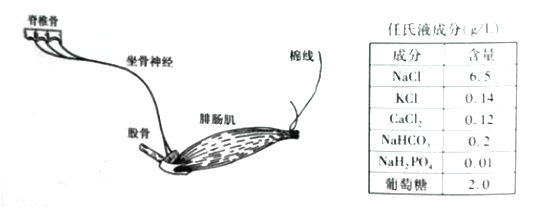 脊椎骨
坐骨神经
棉线
股骨
腓肠肌
任氏液成分(g/L)
成分 含量
NaCl 6.5
KCl 0.14
CaCl₂ 0.12
NaHCO₃ 0.2
NaH₂PO₄ 0.01
葡萄糖 2.0